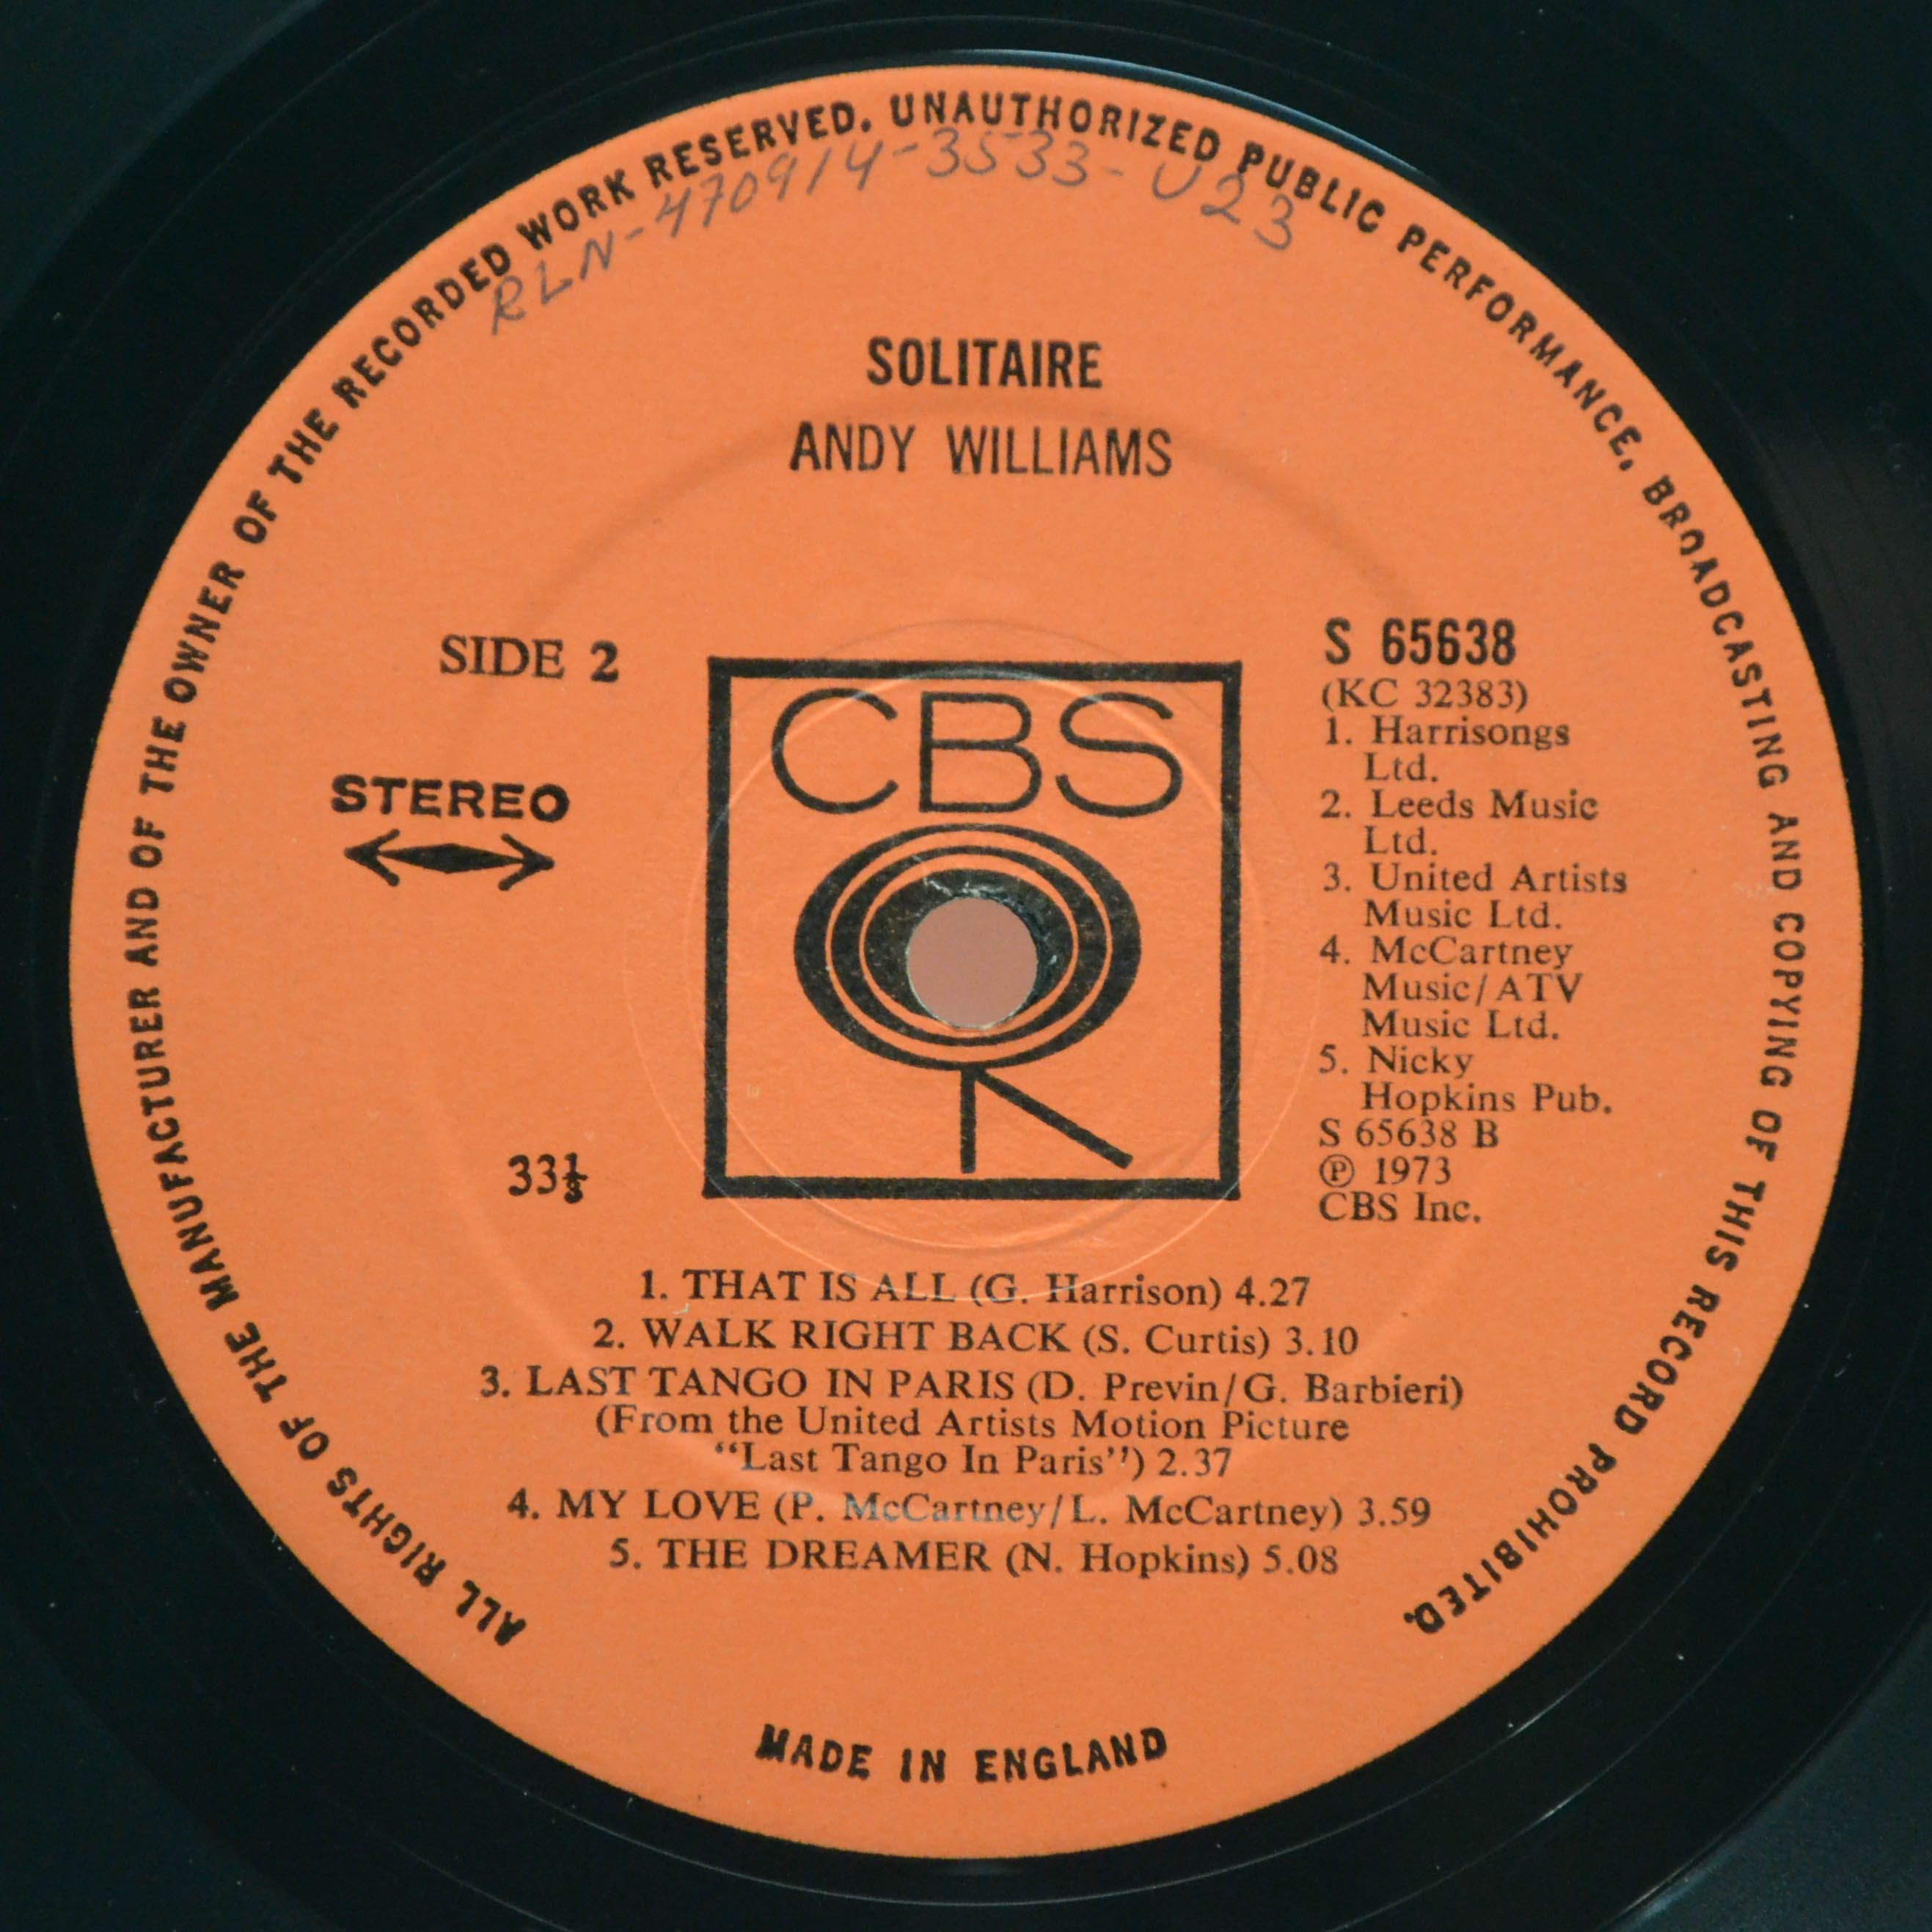 ALL RIGHTS OF THE MANUFACTURER AND OF THE OWNER OF THE RECORDED WORK RESERVED. UNAUTHORIZED PUBLIC PERFORMANCE, BROADCASTING AND COPYING OF THIS RECORD PROHIBITED.
RLN-470914-3533-U23
SOLITAIRE
ANDY WILLIAMS
SIDE 2
STEREO
33⅓
CBS
S 65638
(KC 32383)
1. Harrisongs
Ltd.
2. Leeds Music
Ltd.
3. United Artists
Music Ltd.
4. McCartney
Music/ATV
Music Ltd.
5. Nicky
Hopkins Pub.
S 65638 B
℗ 1973
CBS Inc.
1. THAT IS ALL (G. Harrison) 4.27
2. WALK RIGHT BACK (S. Curtis) 3.10
3. LAST TANGO IN PARIS (D. Previn/G. Barbieri)
(From the United Artists Motion Picture
“Last Tango In Paris”) 2.37
4. MY LOVE (P. McCartney/L. McCartney) 3.59
5. THE DREAMER (N. Hopkins) 5.08
MADE IN ENGLAND